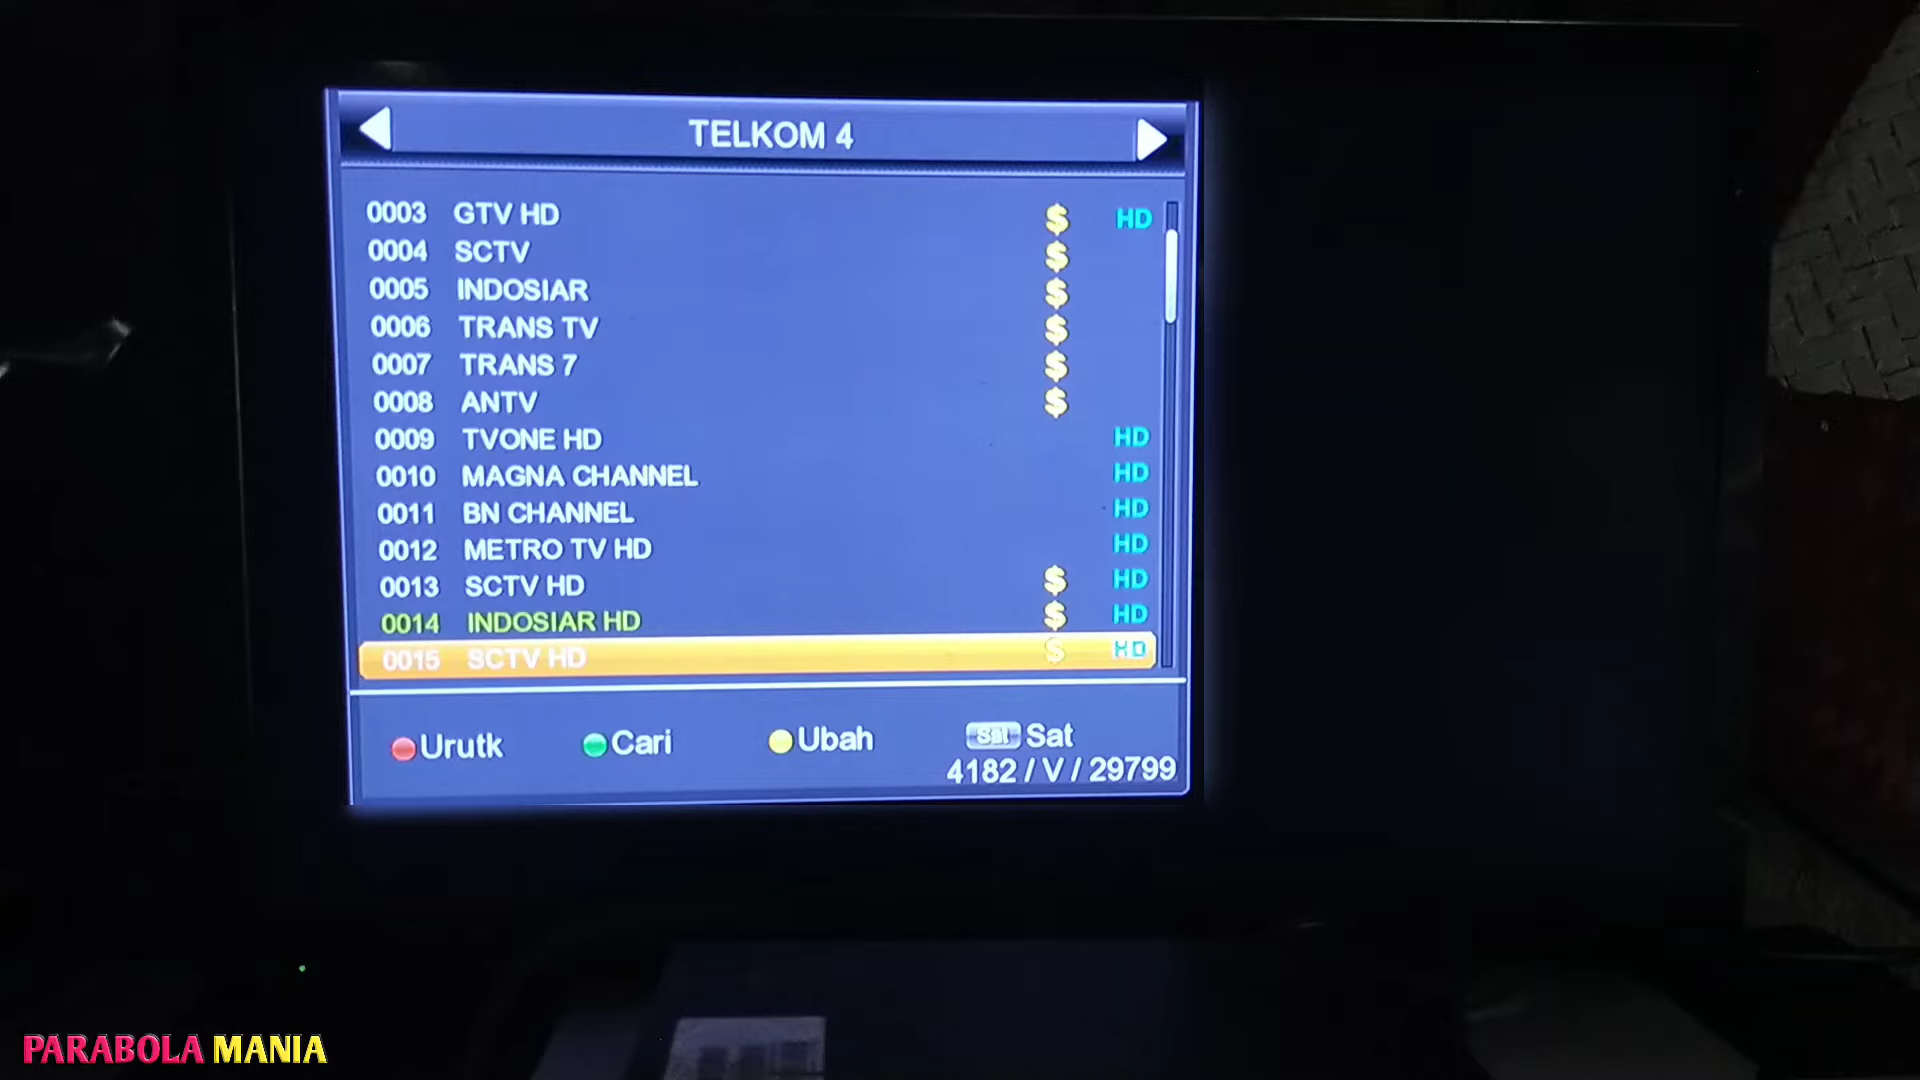 TELKOM 4
0003 GTV HD $ HD
0004 SCTV $
0005 INDOSIAR $
0006 TRANS TV $
0007 TRANS 7 $
0008 ANTV $
0009 TVONE HD HD
0010 MAGNA CHANNEL HD
0011 BN CHANNEL HD
0012 METRO TV HD HD
0013 SCTV HD $ HD
0014 INDOSIAR HD $ HD
0015 SCTV HD $ HD
Urutk Cari Ubah Sat Sat
4182 / V / 29799
PARABOLA MANIA